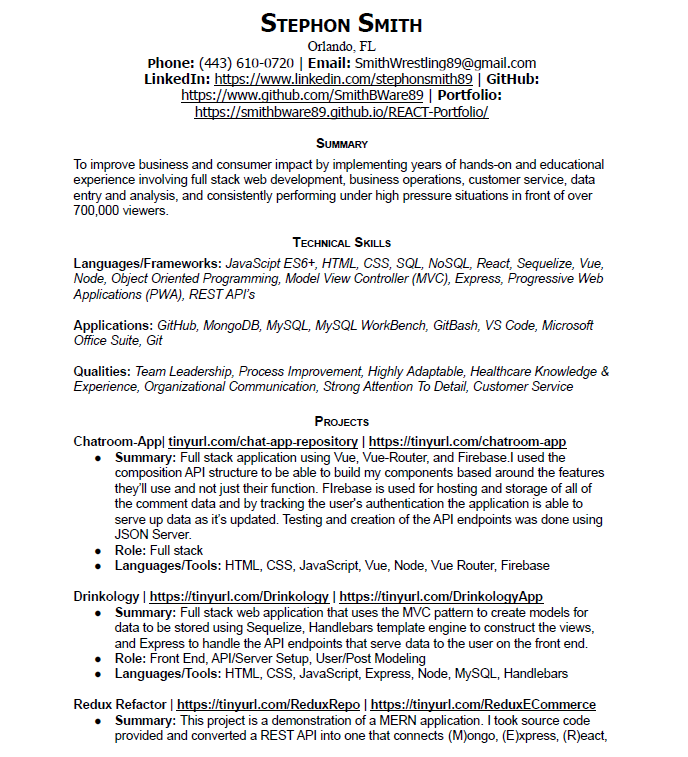 STEPHON SMITH
Orlando, FL
Phone: (443) 610-0720 | Email: SmithWrestling89@gmail.com
LinkedIn: https://www.linkedin.com/stephonsmith89 | GitHub:
https://www.github.com/SmithBWare89 | Portfolio:
https://smithbware89.github.io/REACT-Portfolio/
SUMMARY
To improve business and consumer impact by implementing years of hands-on and educational
experience involving full stack web development, business operations, customer service, data
entry and analysis, and consistently performing under high pressure situations in front of over
700,000 viewers.
TECHNICAL SKILLS
Languages/Frameworks: JavaScipt ES6+, HTML, CSS, SQL, NoSQL, React, Sequelize, Vue,
Node, Object Oriented Programming, Model View Controller (MVC), Express, Progressive Web
Applications (PWA), REST API's
Applications: GitHub, MongoDB, MySQL, MySQL WorkBench, GitBash, VS Code, Microsoft
Office Suite, Git
Qualities: Team Leadership, Process Improvement, Highly Adaptable, Healthcare Knowledge &
Experience, Organizational Communication, Strong Attention To Detail, Customer Service
PROJECTS
Chatroom-App| tinyurl.com/chat-app-repository | https://tinyurl.com/chatroom-app
● Summary: Full stack application using Vue, Vue-Router, and Firebase.I used the
composition API structure to be able to build my components based around the features
they'll use and not just their function. FIrebase is used for hosting and storage of all of
the comment data and by tracking the user's authentication the application is able to
serve up data as it's updated. Testing and creation of the API endpoints was done using
JSON Server.
● Role: Full stack
● Languages/Tools: HTML, CSS, JavaScript, Vue, Node, Vue Router, Firebase
Drinkology | https://tinyurl.com/Drinkology | https://tinyurl.com/DrinkologyApp
● Summary: Full stack web application that uses the MVC pattern to create models for
data to be stored using Sequelize, Handlebars template engine to construct the views,
and Express to handle the API endpoints that serve data to the user on the front end.
● Role: Front End, API/Server Setup, User/Post Modeling
● Languages/Tools: HTML, CSS, JavaScript, Express, Node, MySQL, Handlebars
Redux Refactor | https://tinyurl.com/ReduxRepo | https://tinyurl.com/ReduxECommerce
● Summary: This project is a demonstration of a MERN application. I took source code
provided and converted a REST API into one that connects (M)ongo, (E)xpress, (R)eact,